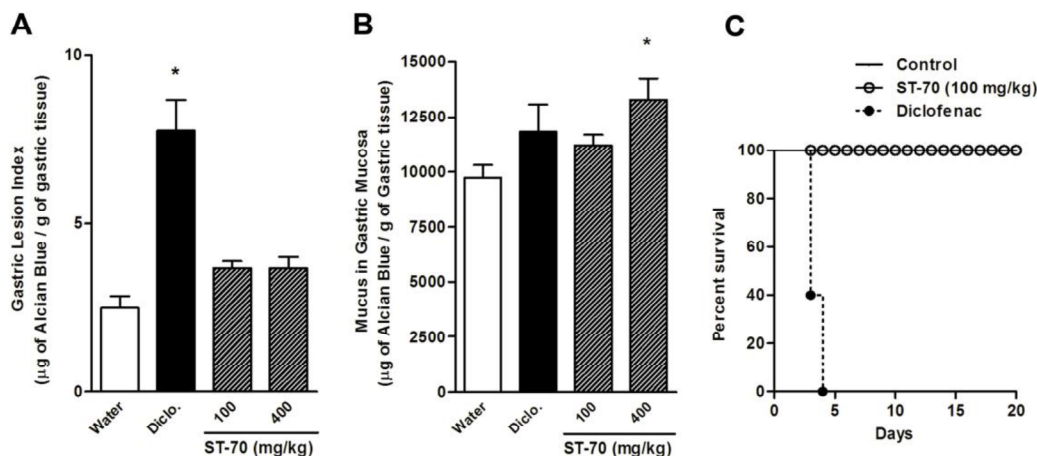 A
Gastric Lesion Index
(µg of Alcian Blue / g of gastric tissue)
10
5
0
*
Water
Diclo.
100
400
ST-70 (mg/kg)
B
Mucus in Gastric Mucosa
(µg of Alcian Blue / g of Gastric tissue)
15000
12500
10000
7500
5000
2500
0
*
Water
Diclo.
100
400
ST-70 (mg/kg)
C
Control
ST-70 (100 mg/kg)
Diclofenac
Percent survival
100
80
60
40
20
0
0
5
10
15
20
Days